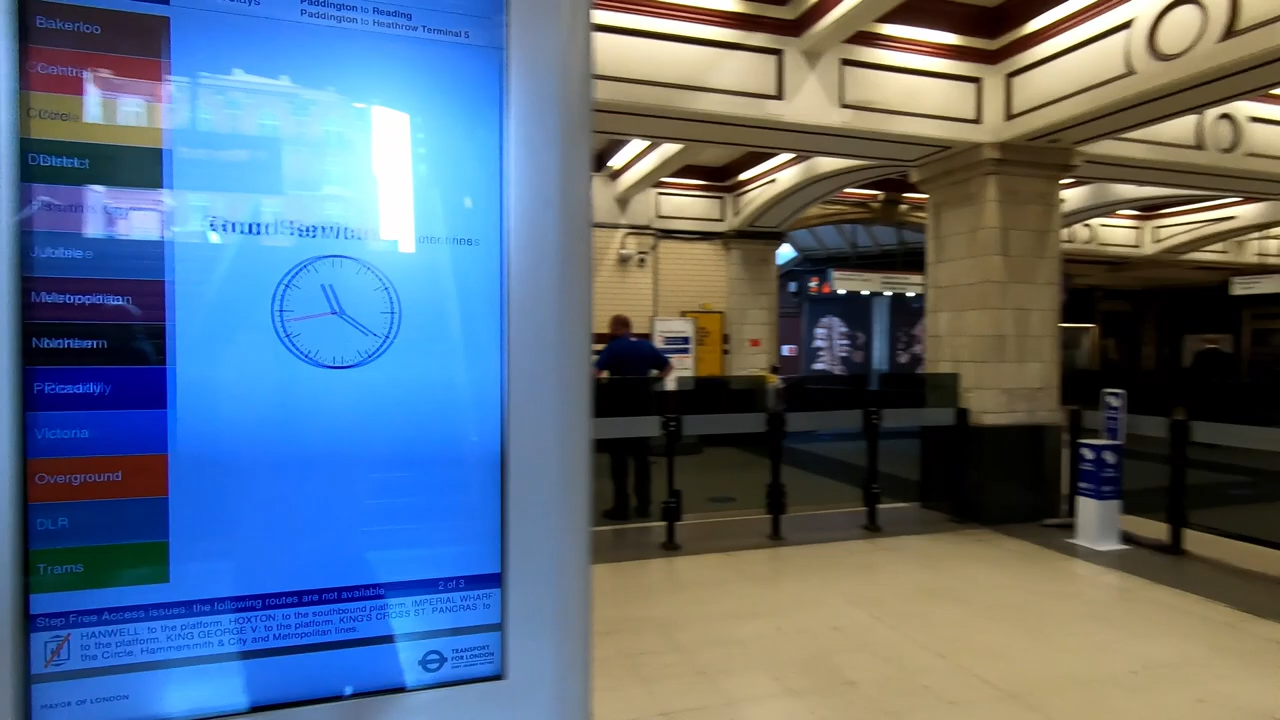 Paddington to Reading
Paddington to Heathrow Terminal 5
Bakerloo
Central
Circle
District
Jubilee
Metropolitan
Northern
Piccadilly
Victoria
Overground
DLR
Trams
Step Free Access issues: the following routes are not available
2 of 3
HANWELL: to the platform. HOXTON: to the southbound platform. IMPERIAL WHARF:
to the platform. KING GEORGE V: to the platform. KING'S CROSS ST. PANCRAS: to
the Circle, Hammersmith & City and Metropolitan lines.
MAYOR OF LONDON
TRANSPORT
FOR LONDON